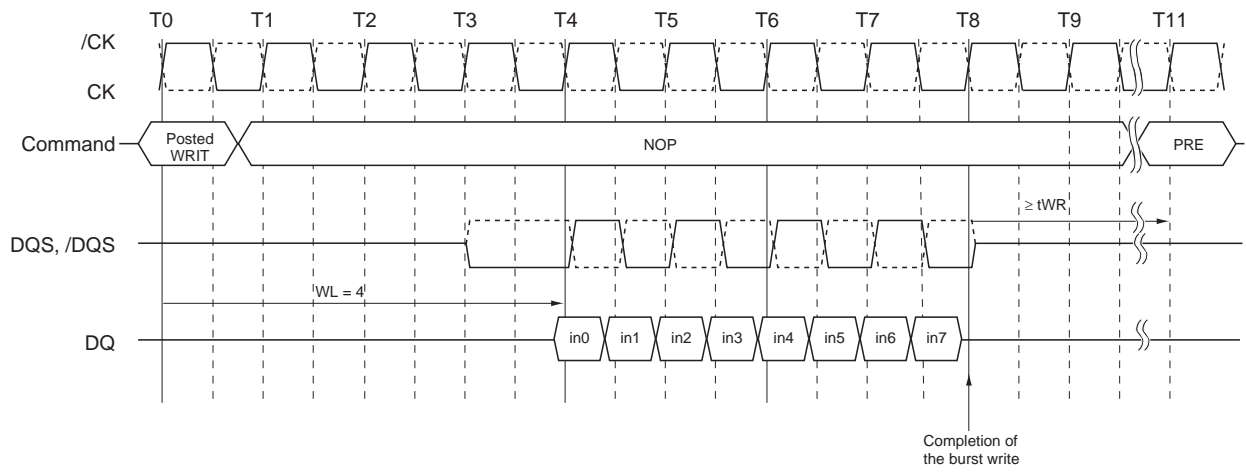 T0 T1 T2 T3 T4 T5 T6 T7 T8 T9 T11
/CK
CK
Command
Posted
WRIT
NOP
PRE
≥ tWR
DQS, /DQS
WL = 4
DQ
in0 in1 in2 in3 in4 in5 in6 in7
Completion of
the burst write